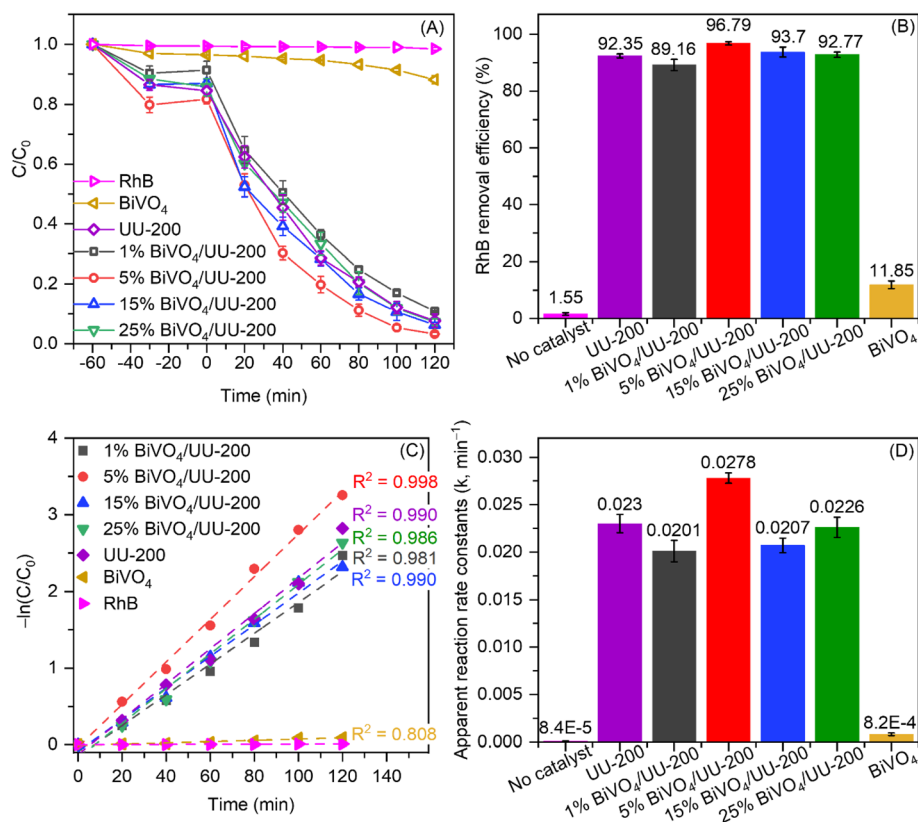 (A)
C/C₀
1.0
0.8
0.6
0.4
0.2
0.0
RhB
BiVO₄
UU-200
1% BiVO₄/UU-200
5% BiVO₄/UU-200
15% BiVO₄/UU-200
25% BiVO₄/UU-200
-60 -40 -20 0 20 40 60 80 100 120
Time (min)
(B)
RhB removal efficiency (%)
100
90
80
70
60
50
40
30
20
10
0
1.55
92.35
89.16
96.79
93.7
92.77
11.85
No catalyst
UU-200
1% BiVO₄/UU-200
5% BiVO₄/UU-200
15% BiVO₄/UU-200
25% BiVO₄/UU-200
BiVO₄
(C)
–ln(C/C₀)
4
3
2
1
0
1% BiVO₄/UU-200
5% BiVO₄/UU-200
15% BiVO₄/UU-200
25% BiVO₄/UU-200
UU-200
BiVO₄
RhB
R² = 0.998
R² = 0.990
R² = 0.986
R² = 0.981
R² = 0.990
R² = 0.808
0 20 40 60 80 100 120 140 160
Time (min)
(D)
Apparent reaction rate constants (k, min⁻¹)
0.030
0.025
0.020
0.015
0.010
0.005
0.000
8.4E-5
0.023
0.0201
0.0278
0.0207
0.0226
8.2E-4
No catalyst
UU-200
1% BiVO₄/UU-200
5% BiVO₄/UU-200
15% BiVO₄/UU-200
25% BiVO₄/UU-200
BiVO₄